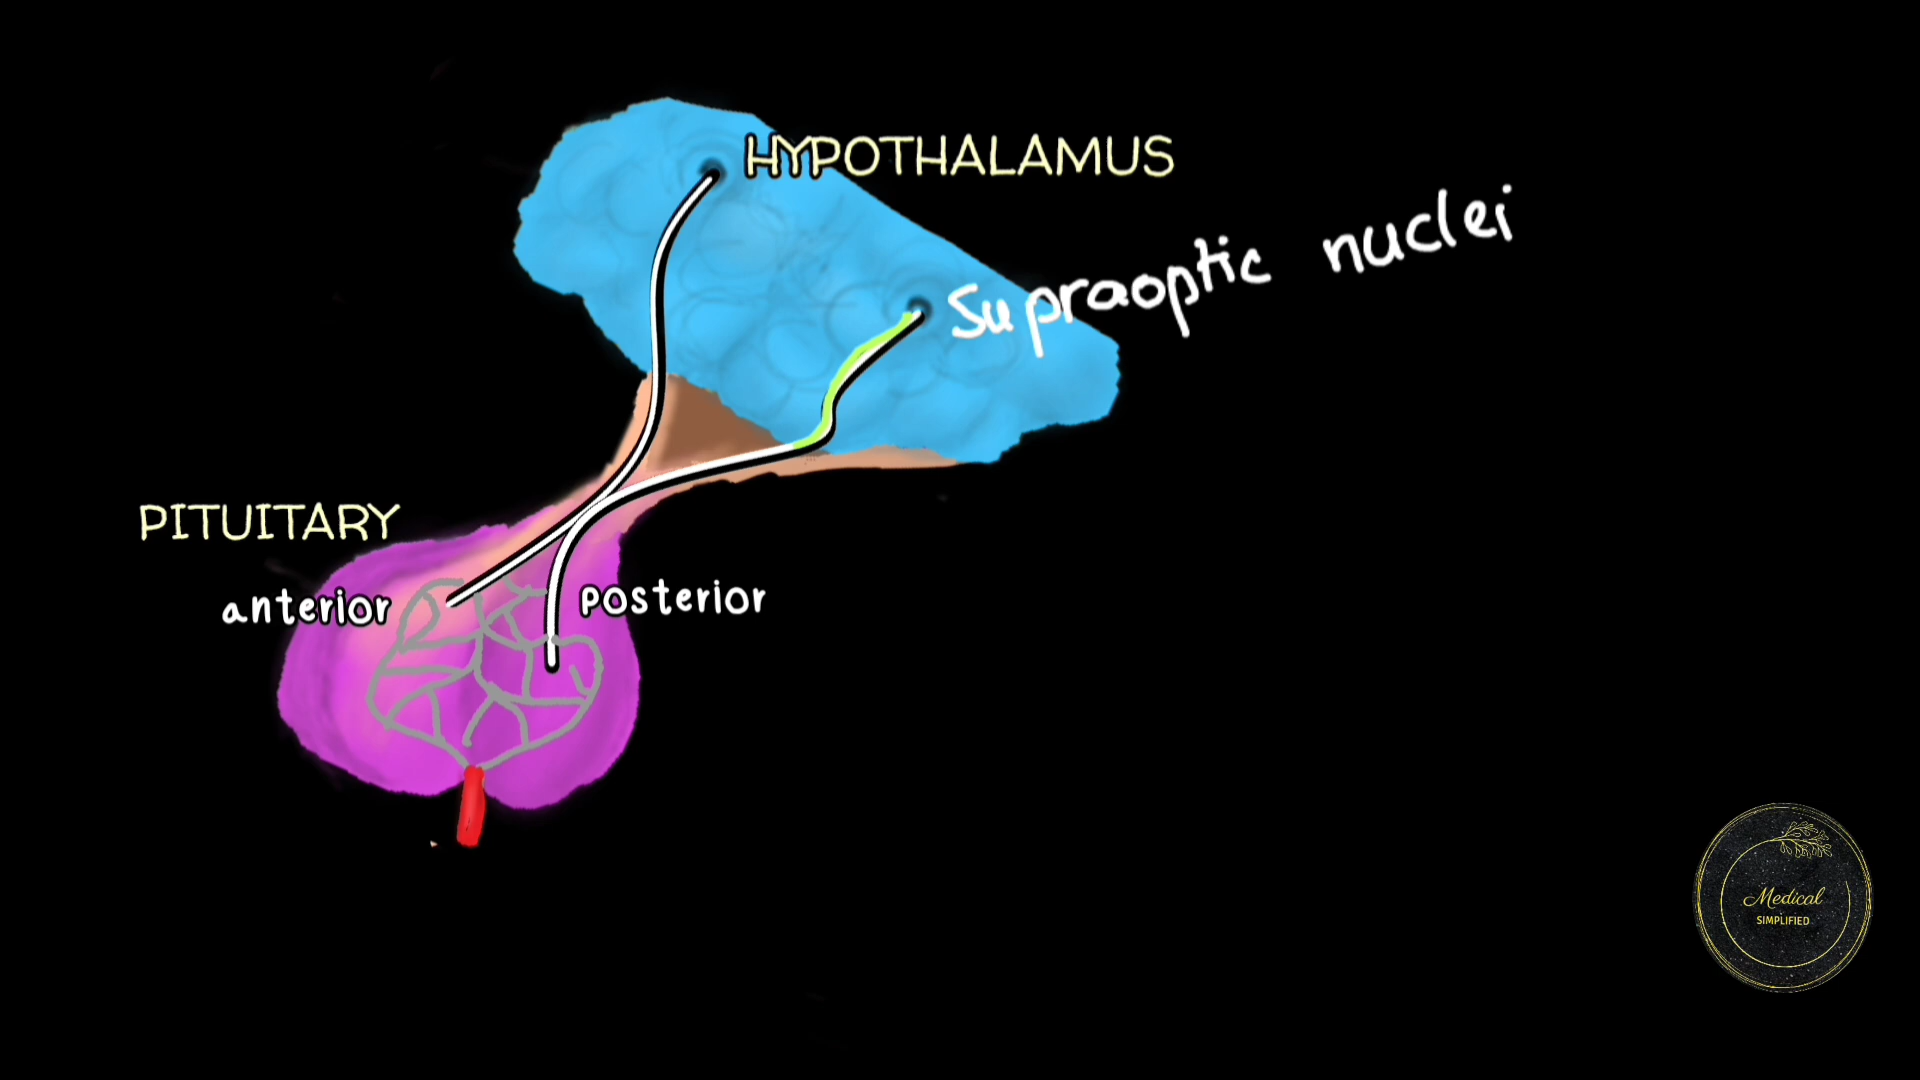 HYPOTHALAMUS
Supraoptic nuclei
PITUITARY
anterior
posterior
Medical
SIMPLIFIED